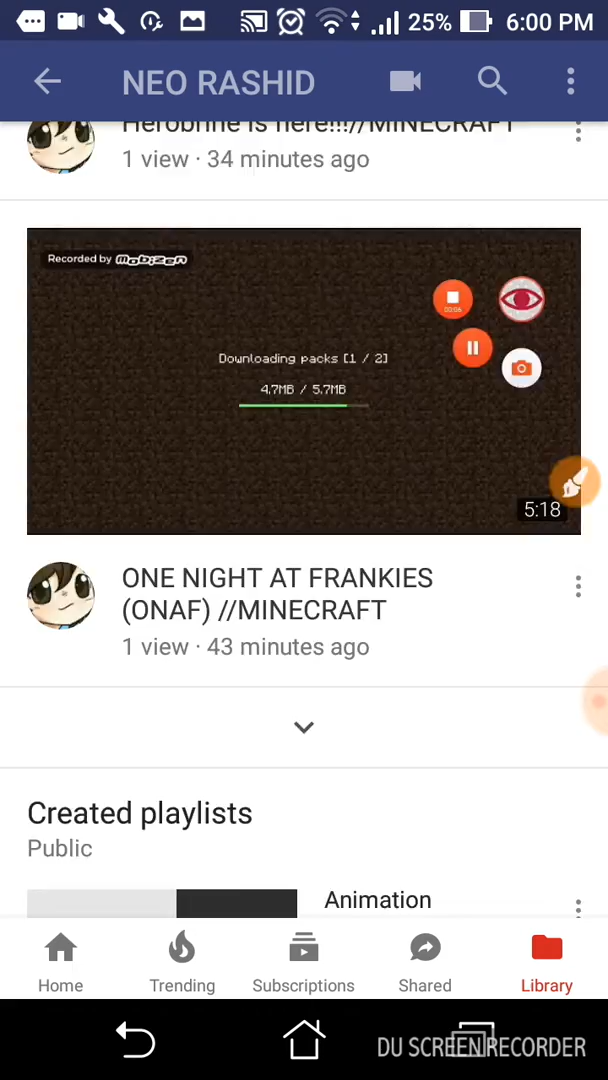 25% 6:00 PM
NEO RASHID
Herobrine is here!!!//MINECRAFT
1 view · 34 minutes ago
Recorded by mobizen
02:06
Downloading packs [1 / 2]
4.7MB / 5.7MB
5:18
ONE NIGHT AT FRANKIES
(ONAF) //MINECRAFT
1 view · 43 minutes ago
Created playlists
Public
Animation
Home Trending Subscriptions Shared Library
DU SCREEN RECORDER